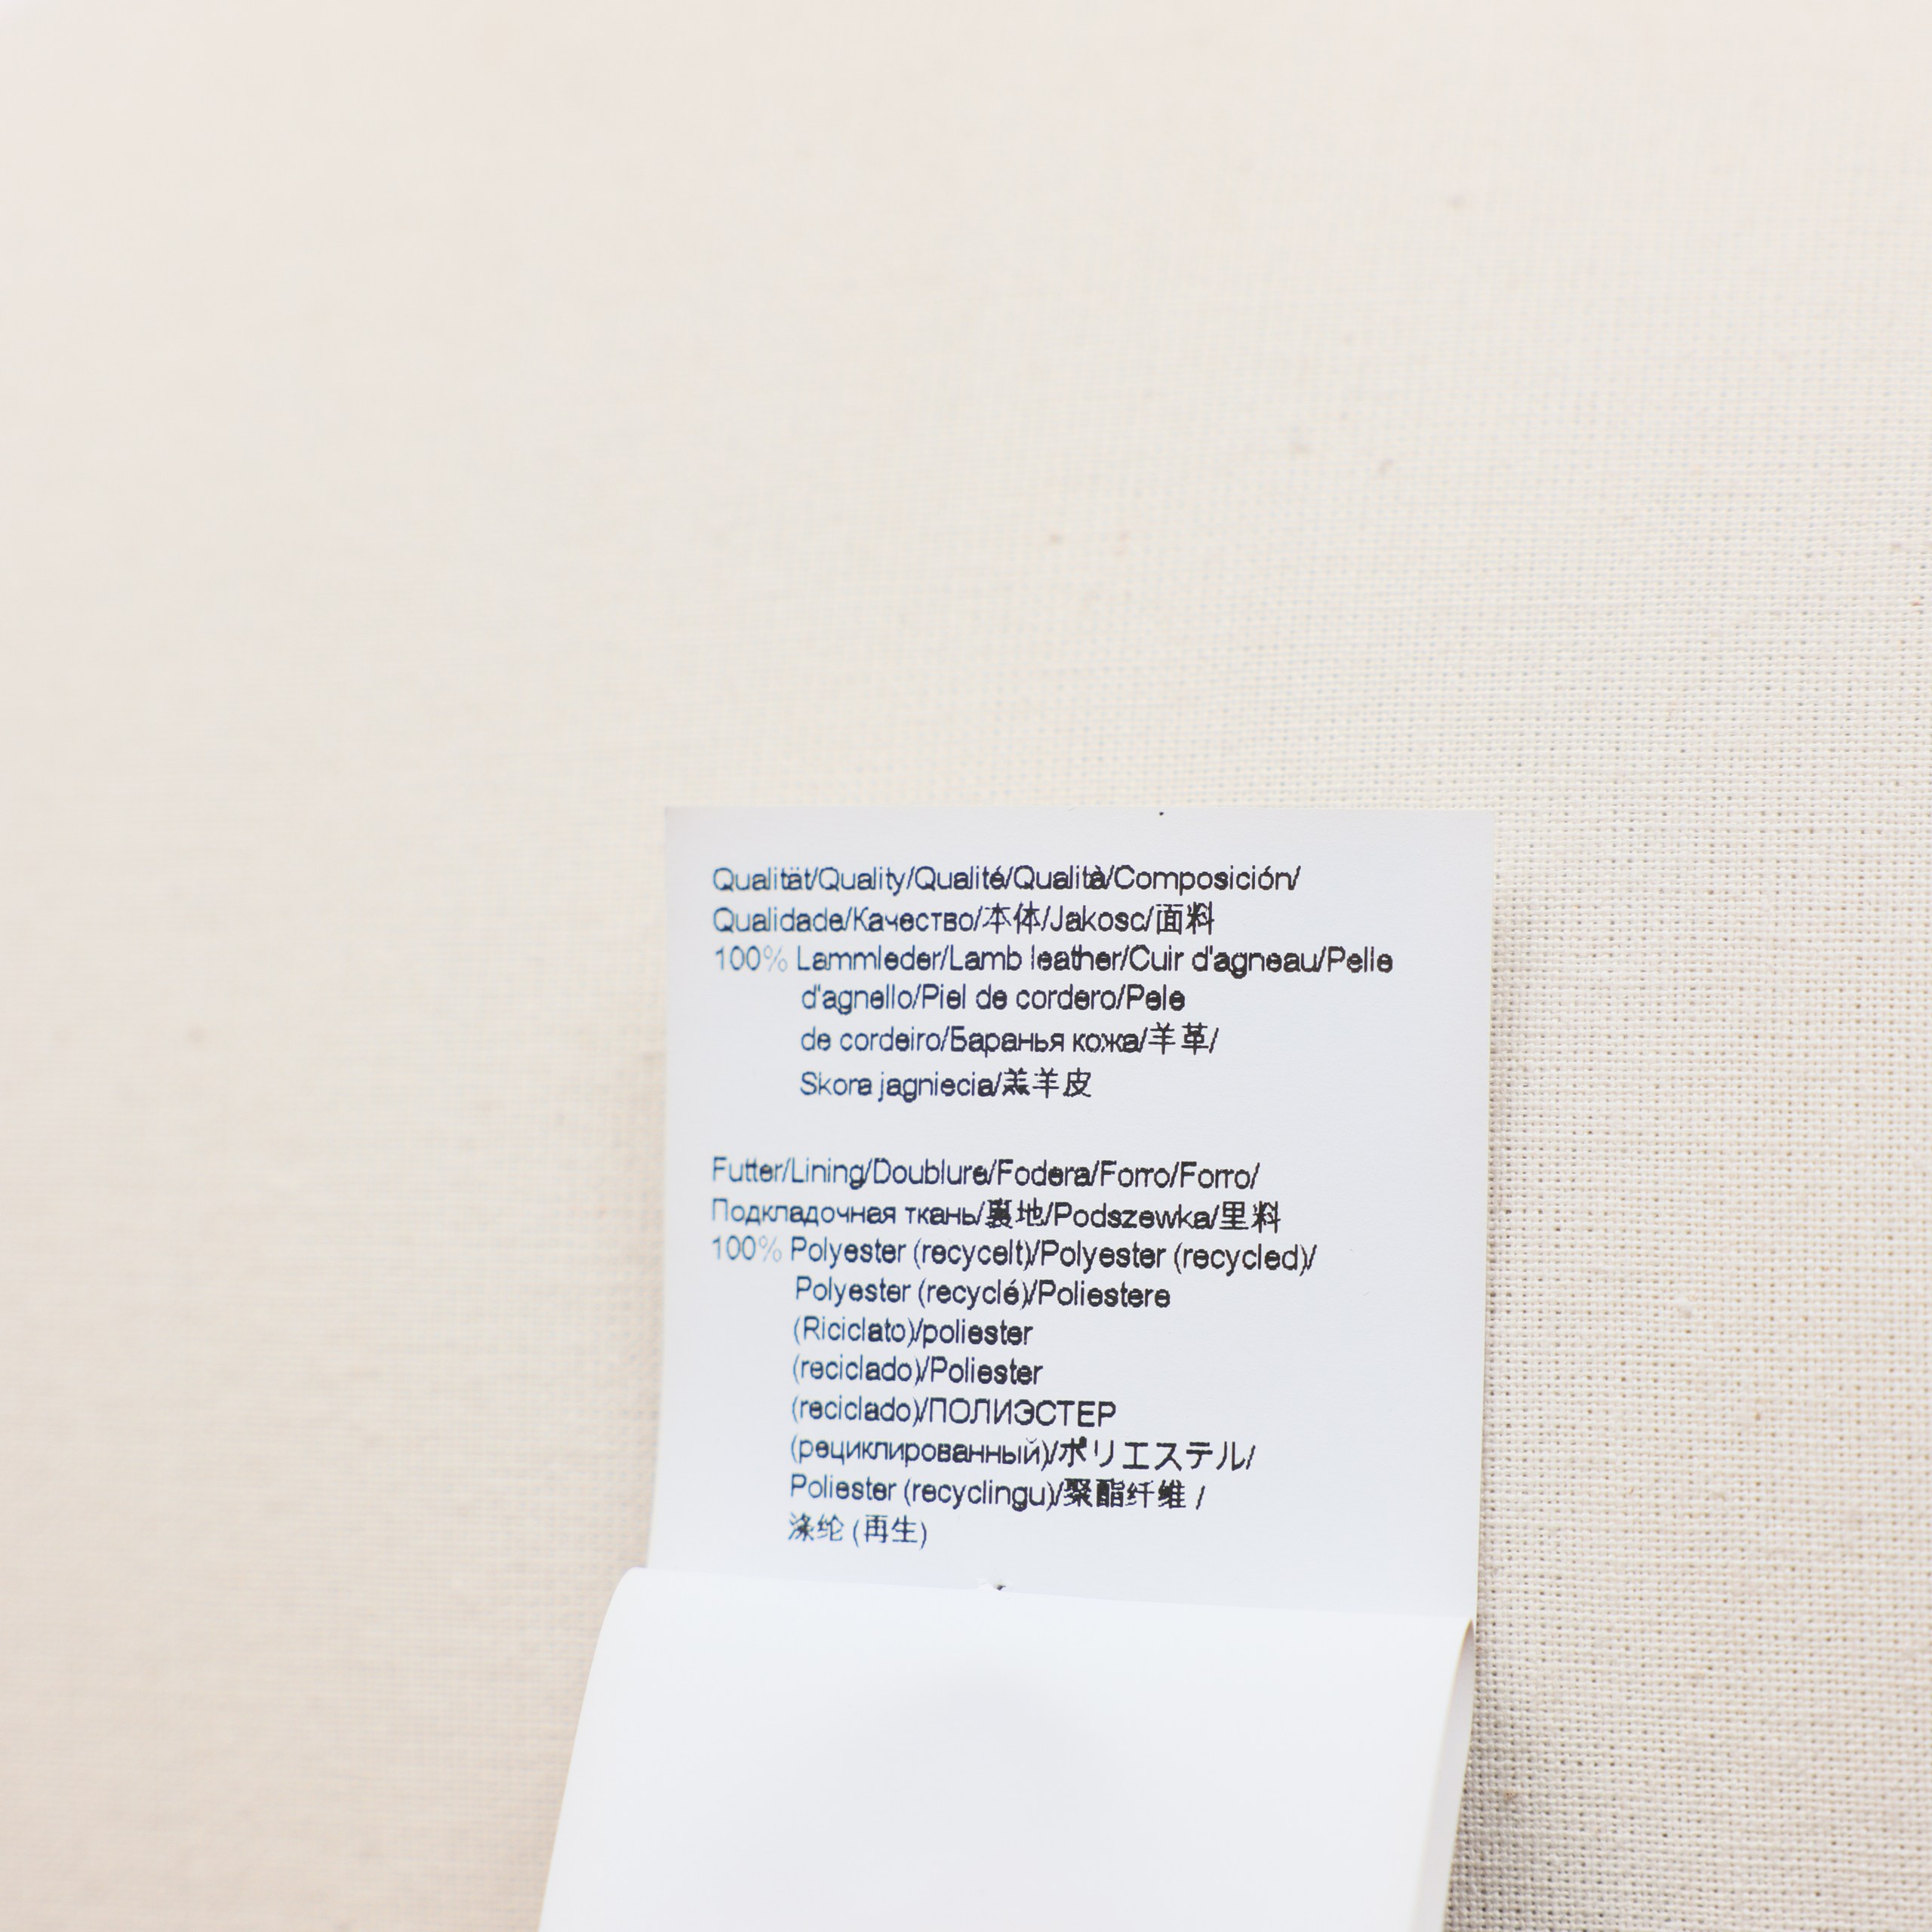 Qualität/Quality/Qualité/Qualità/Composición/
Qualidade/Качество/本体/Jakosc/面料
100% Lammleder/Lamb leather/Cuir d'agneau/Pelle
d'agnello/Piel de cordero/Pele
de cordeiro/Баранья кожа/羊革/
Skora jagniecia/羔羊皮
Futter/Lining/Doublure/Fodera/Forro/Forro/
Подкладочная ткань/裏地/Podszewka/里料
100% Polyester (recycelt)/Polyester (recycled)/
Polyester (recyclé)/Poliestere
(Riciclato)/poliester
(reciclado)/Poliester
(reciclado)/ПОЛИЭСТЕР
(рециклированный)/ポリエステル/
Poliester (recyclingu)/聚酯纤维 /
涤纶 (再生)